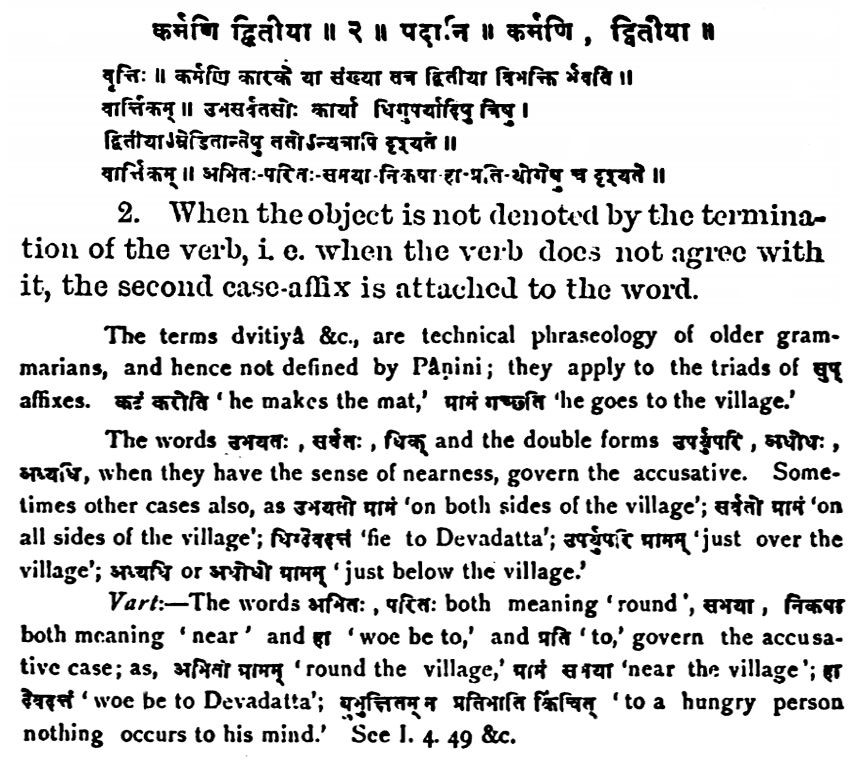 कर्मणि द्वितीया ॥ २ ॥ पदानि ॥ कर्मणि , द्वितीया ॥
वृत्तिः ॥ कर्मणि कारके या संख्या तत्र द्वितीया विभक्ति र्भवति ॥
वार्त्तिकम् ॥ उभसर्वतसोः कार्या धिगुपर्यादिषु त्रिषु ।
द्वितीयाऽम्रेडितान्तेषु ततोऽन्यत्रापि दृश्यते ॥
वार्त्तिकम् ॥ अभितः-परितः-समया-निकषा-हा-प्रति-योगेषु च दृश्यते ॥
2. When the object is not denoted by the termina-
tion of the verb, i. e. when the verb does not agree with
it, the second case-affix is attached to the word.
The terms dvitiyâ &c., are technical phraseology of older gram-
marians, and hence not defined by Pâṇini; they apply to the triads of सुप्
affixes. कटं करोति 'he makes the mat,' ग्रामं गच्छति 'he goes to the village.'
The words उभयतः , सर्वतः , धिक् and the double forms उपर्युपरि , अधोधः ,
अध्यधि, when they have the sense of nearness, govern the accusative. Some-
times other cases also, as उभयतो ग्रामं 'on both sides of the village'; सर्वतो ग्रामं 'on
all sides of the village'; धिग्देवदत्तं 'fie to Devadatta'; उपर्युपरि ग्रामम् 'just over the
village'; अध्यधि or अधोधो ग्रामम् 'just below the village.'
Vart:—The words अभितः , परितः both meaning 'round', समया , निकषा
both meaning 'near' and हा 'woe be to,' and प्रति 'to,' govern the accusa-
tive case; as, अभितो ग्रामम् 'round the village,' ग्रामं समया 'near the village'; हा
देवदत्तं 'woe be to Devadatta'; बुभुक्षितम् न प्रतिभाति किंचित् 'to a hungry person
nothing occurs to his mind.' See I. 4. 49 &c.